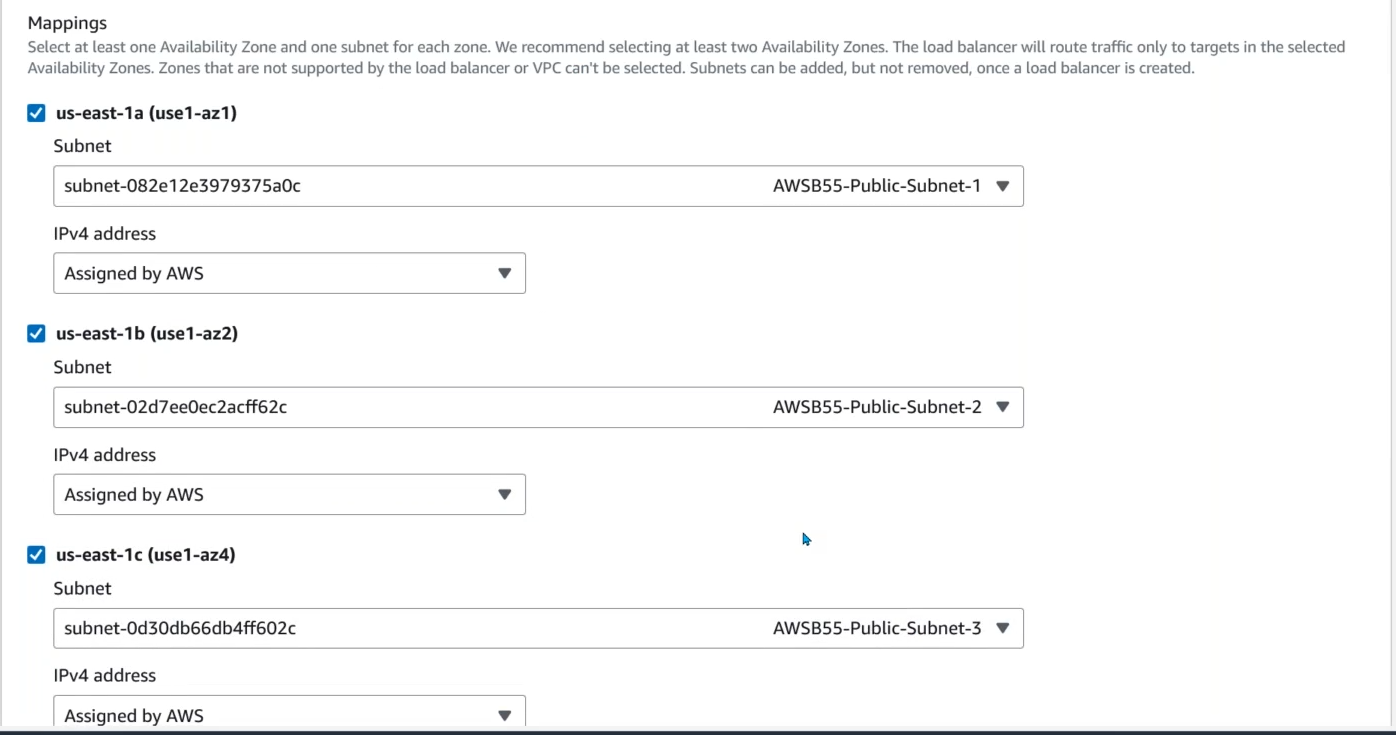 Mappings
Select at least one Availability Zone and one subnet for each zone. We recommend selecting at least two Availability Zones. The load balancer will route traffic only to targets in the selected
Availability Zones. Zones that are not supported by the load balancer or VPC can't be selected. Subnets can be added, but not removed, once a load balancer is created.
us-east-1a (use1-az1)
Subnet
subnet-082e12e3979375a0c AWSB55-Public-Subnet-1
IPv4 address
Assigned by AWS
us-east-1b (use1-az2)
Subnet
subnet-02d7ee0ec2acff62c AWSB55-Public-Subnet-2
IPv4 address
Assigned by AWS
us-east-1c (use1-az4)
Subnet
subnet-0d30db66db4ff602c AWSB55-Public-Subnet-3
IPv4 address
Assigned by AWS